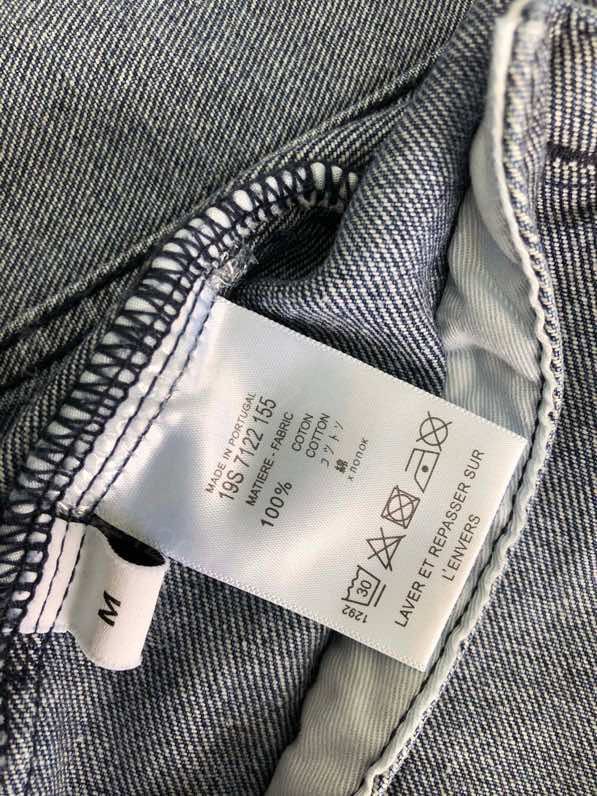 MADE IN PORTUGAL
19S 7122 155
MATIERE - FABRIC
100%
COTON
COTTON
コットン
綿
хлопок
30
1292
LAVER ET REPASSER SUR
L'ENVERS
M